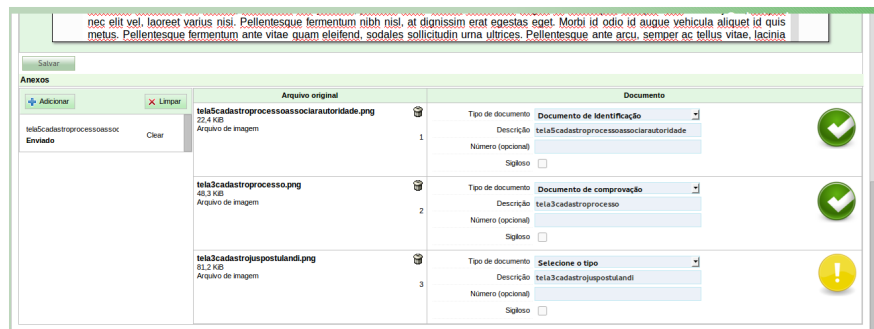 nec elit vel, laoreet varius nisi. Pellentesque fermentum nibh nisl, at dignissim erat egestas eget. Morbi id odio id augue vehicula aliquet id quis
metus. Pellentesque fermentum ante vitae quam eleifend, sodales sollicitudin urna ultrices. Pellentesque ante arcu, semper ac tellus vitae, lacinia
Salvar
Anexos
Adicionar
Limpar
tela5cadastroprocessoassoc
Enviado
Clear
Arquivo original
Documento
tela5cadastroprocessoassociarautoridade.png
22,4 KiB
Arquivo de imagem
1
Tipo de documento Documento de Identificação
Descrição tela5cadastroprocessoassociarautoridade
Número (opcional)
Sigiloso
tela3cadastroprocesso.png
48,3 KiB
Arquivo de imagem
2
Tipo de documento Documento de comprovação
Descrição tela3cadastroprocesso
Número (opcional)
Sigiloso
tela3cadastrojuspostulandi.png
81,2 KiB
Arquivo de imagem
3
Tipo de documento Selecione o tipo
Descrição tela3cadastrojuspostulandi
Número (opcional)
Sigiloso